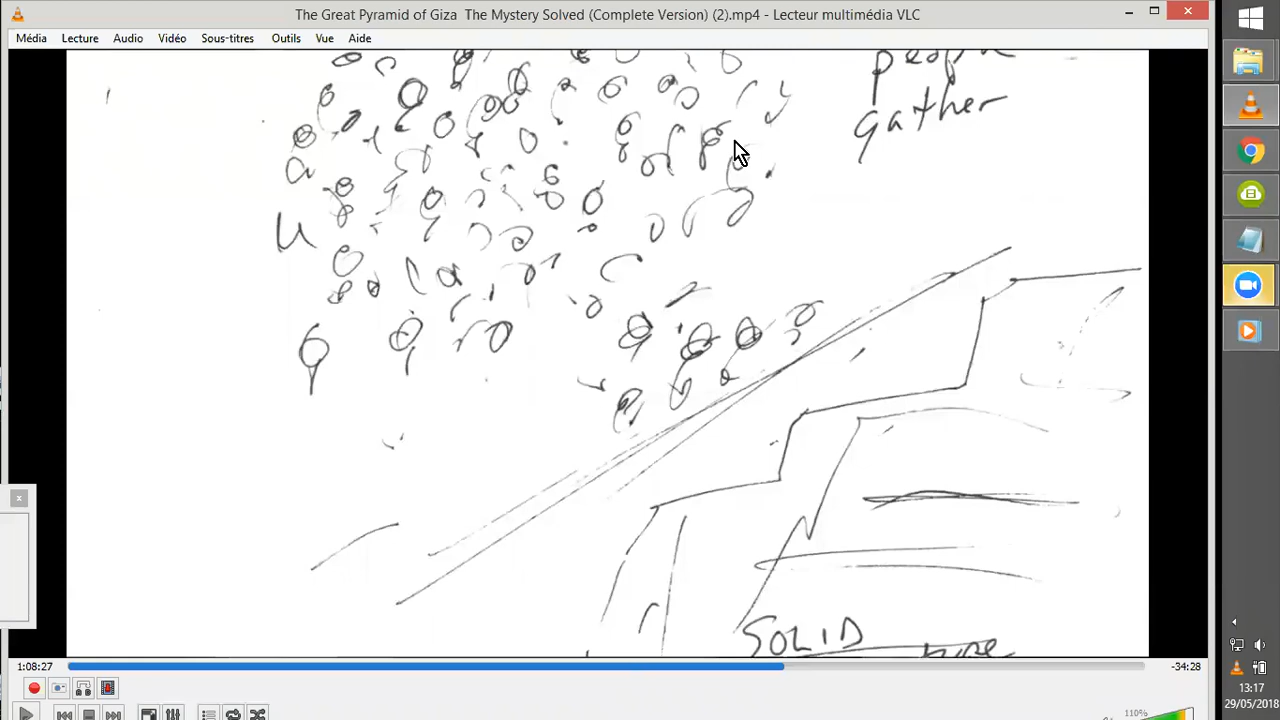 The Great Pyramid of Giza  The Mystery Solved (Complete Version) (2).mp4 - Lecteur multimédia VLC
Média Lecture Audio Vidéo Sous-titres Outils Vue Aide
people
gather
SOLID
x
1:08:27
-34:28
110%
13:17
29/05/2018